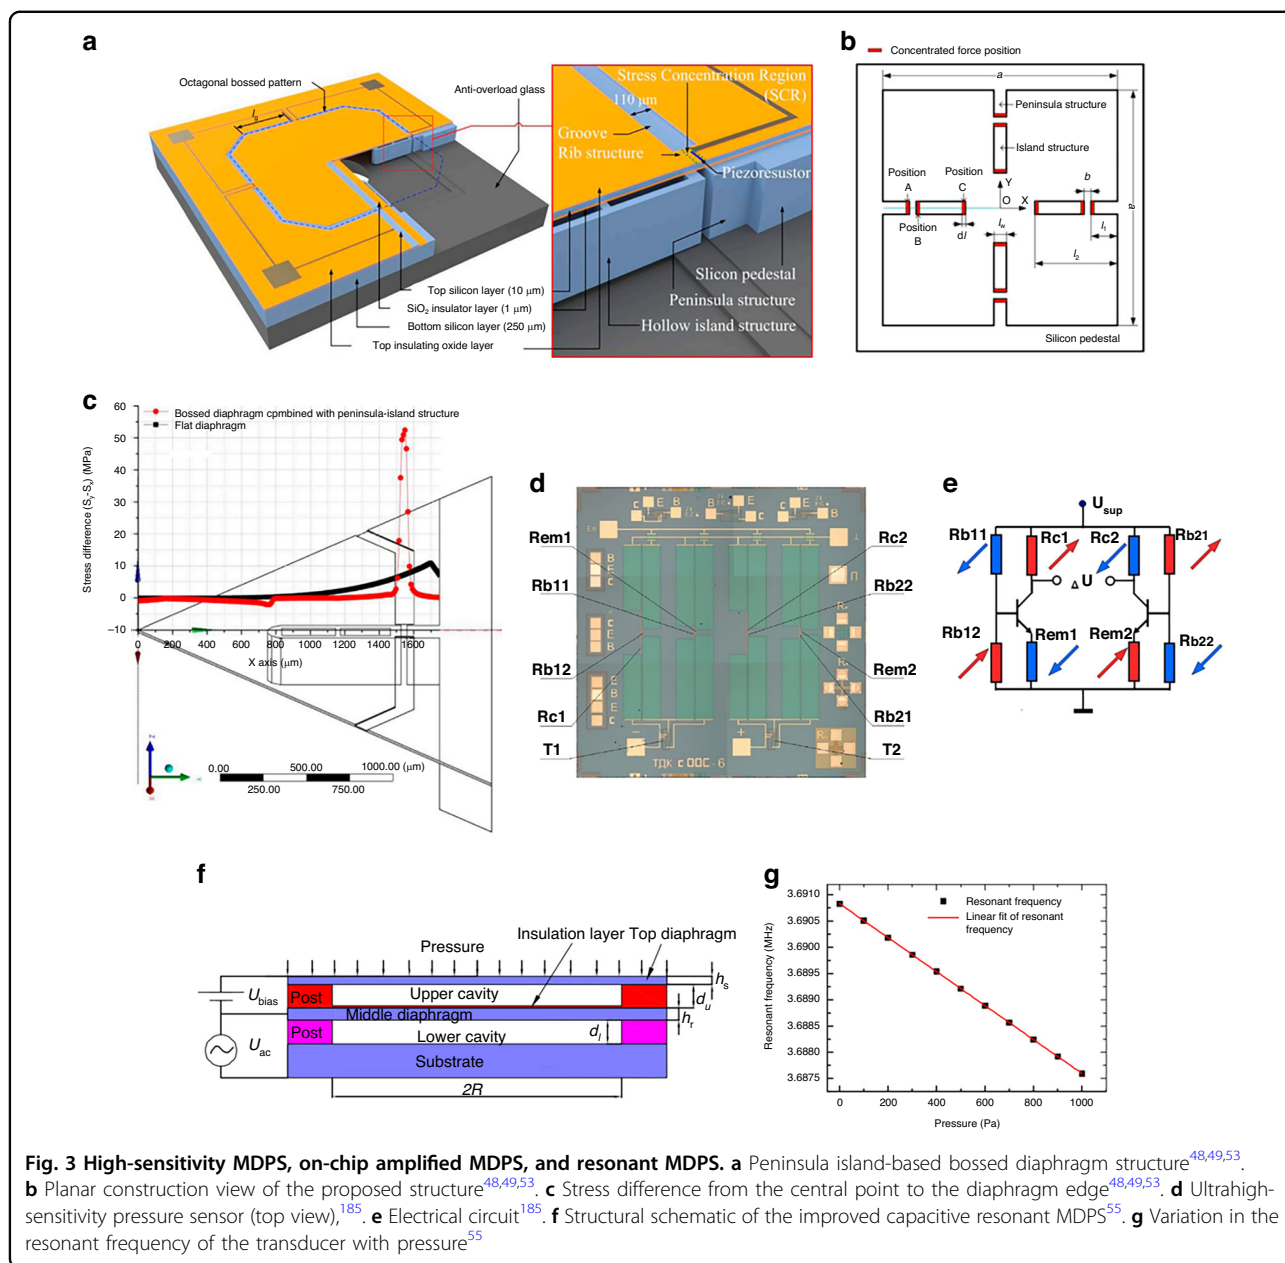 a
Octagonal bossed pattern
Anti-overload glass
l_g
Top silicon layer (10 μm)
SiO2 insulator layer (1 μm)
Bottom silicon layer (250 μm)
Top insulating oxide layer
Stress Concentration Region
(SCR)
110 μm
Groove
Rib structure
Piezoresustor
Slicon pedestal
Peninsula structure
Hollow island structure
b
Concentrated force position
a
Peninsula structure
Island structure
Position
A
Position
C
Y
O
X
b
a
Position
B
dl
l_w
l_1
l_2
Silicon pedestal
c
Bossed diaphragm cpmbined with peninsula-island structure
Flat diaphragm
Stress difference (Sy-Sx) (MPa)
60
50
40
30
20
10
0
–10
0 200 400 600 800 1000 1200 1400 1600
X axis (μm)
0.00 500.00 1000.00 (μm)
250.00 750.00
d
Rem1
Rb11
Rb12
Rc1
T1
Rc2
Rb22
Rem2
Rb21
T2
ТДК с ООС-6
e
Usup
Rb11
Rc1
Rc2
Rb21
Δ U
Rb12
Rem1
Rem2
Rb22
f
Pressure
Insulation layer Top diaphragm
Ubias
Post
Upper cavity
hs
du
Middle diaphragm
hr
Uac
Post
Lower cavity
dl
Substrate
2R
g
Resonant frequency
Linear fit of resonant
frequency
Resonant frequency (MHz)
3.6910
3.6905
3.6900
3.6895
3.6890
3.6885
3.6880
3.6875
0 200 400 600 800 1000
Pressure (Pa)
Fig. 3 High-sensitivity MDPS, on-chip amplified MDPS, and resonant MDPS. a Peninsula island-based bossed diaphragm structure48,49,53.
b Planar construction view of the proposed structure48,49,53. c Stress difference from the central point to the diaphragm edge48,49,53. d Ultrahigh-
sensitivity pressure sensor (top view),185. e Electrical circuit185. f Structural schematic of the improved capacitive resonant MDPS55. g Variation in the
resonant frequency of the transducer with pressure55